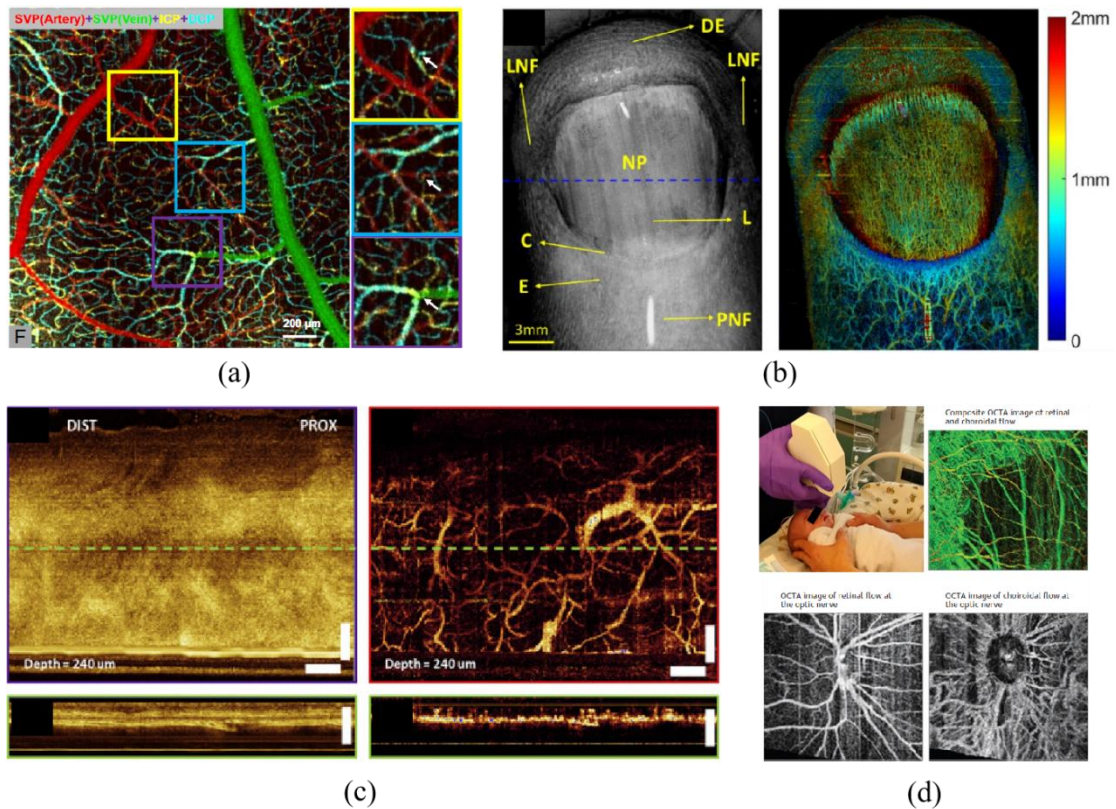 SVP(Artery)+SVP(Vein)+ICP+DCP
F
200 µm
(a)
DE
LNF
LNF
NP
L
C
E
PNF
3mm
2mm
1mm
0
(b)
DIST
PROX
Depth = 240 um
Depth = 240 um
(c)
Composite OCTA image of retinal
and choroidal flow
OCTA image of retinal flow at
the optic nerve
OCTA image of choiroidal flow at
the optic nerve
(d)